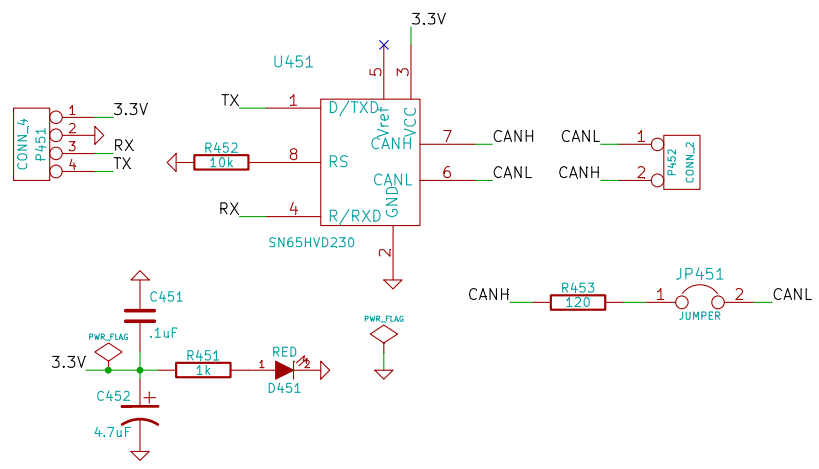 3.3V
U451
5
3
TX
1
D/TXD
Vref
VCC
CANH
7
CANH
CANL
1
P452
CONN_2
CANH
2
CONN_4
P451
1
3.3V
2
3
RX
4
TX
R452
10k
8
RS
CANL
6
CANL
RX
4
R/RXD
GND
2
SN65HVD230
C451
.1uF
PWR_FLAG
3.3V
R451
1k
RED
1
2
D451
C452
+
4.7uF
PWR_FLAG
CANH
R453
120
JP451
1
2
JUMPER
CANL